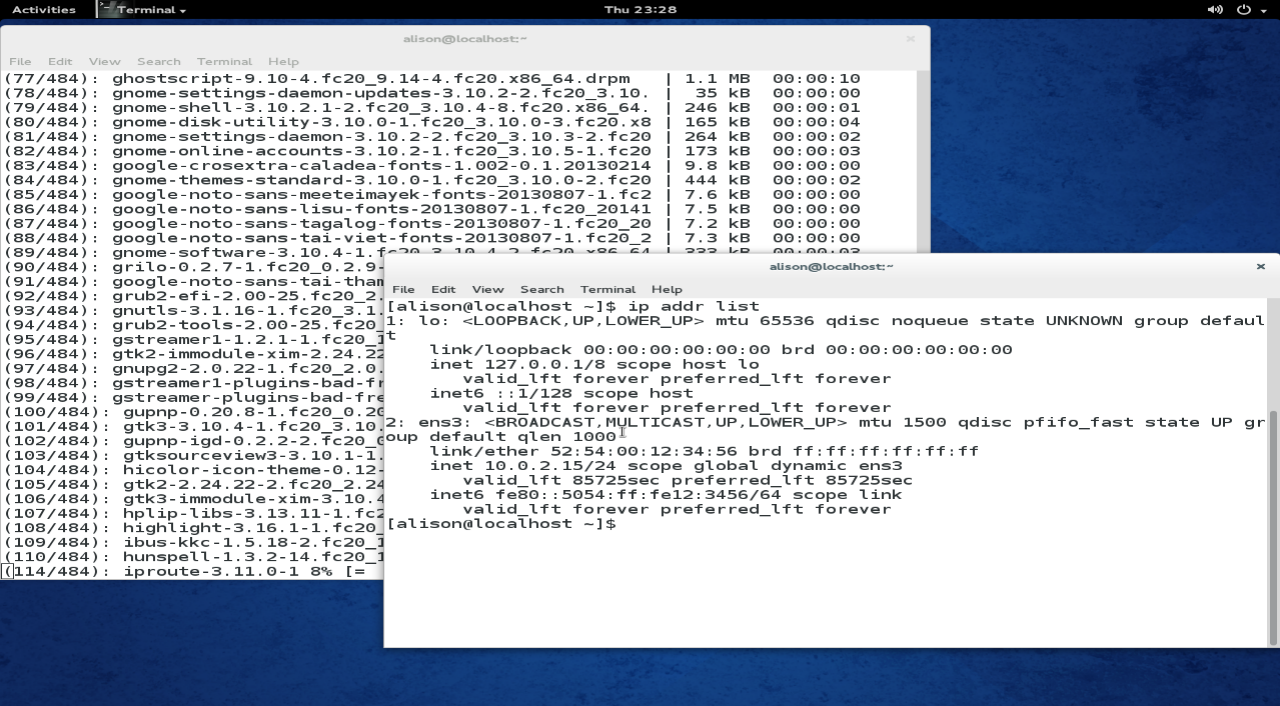 Activities
Terminal
Thu 23:28
alison@localhost:~
File Edit View Search Terminal Help
(77/484): ghostscript-9.10-4.fc20_9.14-4.fc20.x86_64.drpm | 1.1 MB 00:00:10
(78/484): gnome-settings-daemon-updates-3.10.2-2.fc20_3.10. | 35 kB 00:00:00
(79/484): gnome-shell-3.10.2.1-2.fc20_3.10.4-8.fc20.x86_64. | 246 kB 00:00:01
(80/484): gnome-disk-utility-3.10.0-1.fc20_3.10.0-3.fc20.x8 | 165 kB 00:00:04
(81/484): gnome-settings-daemon-3.10.2-2.fc20_3.10.3-2.fc20 | 264 kB 00:00:02
(82/484): gnome-online-accounts-3.10.2-1.fc20_3.10.5-1.fc20 | 173 kB 00:00:03
(83/484): google-crosextra-caladea-fonts-1.002-0.1.20130214 | 9.8 kB 00:00:00
(84/484): gnome-themes-standard-3.10.0-1.fc20_3.10.0-2.fc20 | 444 kB 00:00:02
(85/484): google-noto-sans-meeteimayek-fonts-20130807-1.fc2 | 7.6 kB 00:00:00
(86/484): google-noto-sans-lisu-fonts-20130807-1.fc20_20141 | 7.5 kB 00:00:00
(87/484): google-noto-sans-tagalog-fonts-20130807-1.fc20_20 | 7.2 kB 00:00:00
(88/484): google-noto-sans-tai-viet-fonts-20130807-1.fc20_2 | 7.3 kB 00:00:00
(89/484): gnome-software-3.10.4-1.fc20_3.10.4-2.fc20.x86_64 | 333 kB 00:00:03
(90/484): grilo-0.2.7-1.fc20_0.2.9-
(91/484): google-noto-sans-tai-tham
(92/484): grub2-efi-2.00-25.fc20_2.
(93/484): gnutls-3.1.16-1.fc20_3.1.
(94/484): grub2-tools-2.00-25.fc20_
(95/484): gstreamer1-1.2.1-1.fc20_1
(96/484): gtk2-immodule-xim-2.24.22
(97/484): gnupg2-2.0.22-1.fc20_2.0.
(98/484): gstreamer1-plugins-bad-fr
(99/484): gstreamer-plugins-bad-fre
(100/484): gupnp-0.20.8-1.fc20_0.20
(101/484): gtk3-3.10.4-1.fc20_3.10.
(102/484): gupnp-igd-0.2.2-2.fc20_0
(103/484): gtksourceview3-3.10.1-1.
(104/484): hicolor-icon-theme-0.12-
(105/484): gtk2-2.24.22-2.fc20_2.24
(106/484): gtk3-immodule-xim-3.10.4
(107/484): hplip-libs-3.13.11-1.fc2
(108/484): highlight-3.16.1-1.fc20_
(109/484): ibus-kkc-1.5.18-2.fc20_1
(110/484): hunspell-1.3.2-14.fc20_1
(114/484): iproute-3.11.0-1 8% [=
alison@localhost:~
File Edit View Search Terminal Help
[alison@localhost ~]$ ip addr list
1: lo: <LOOPBACK,UP,LOWER_UP> mtu 65536 qdisc noqueue state UNKNOWN group defaul
t
link/loopback 00:00:00:00:00:00 brd 00:00:00:00:00:00
inet 127.0.0.1/8 scope host lo
valid_lft forever preferred_lft forever
inet6 ::1/128 scope host
valid_lft forever preferred_lft forever
2: ens3: <BROADCAST,MULTICAST,UP,LOWER_UP> mtu 1500 qdisc pfifo_fast state UP gr
oup default qlen 1000
link/ether 52:54:00:12:34:56 brd ff:ff:ff:ff:ff:ff
inet 10.0.2.15/24 scope global dynamic ens3
valid_lft 85725sec preferred_lft 85725sec
inet6 fe80::5054:ff:fe12:3456/64 scope link
valid_lft forever preferred_lft forever
[alison@localhost ~]$